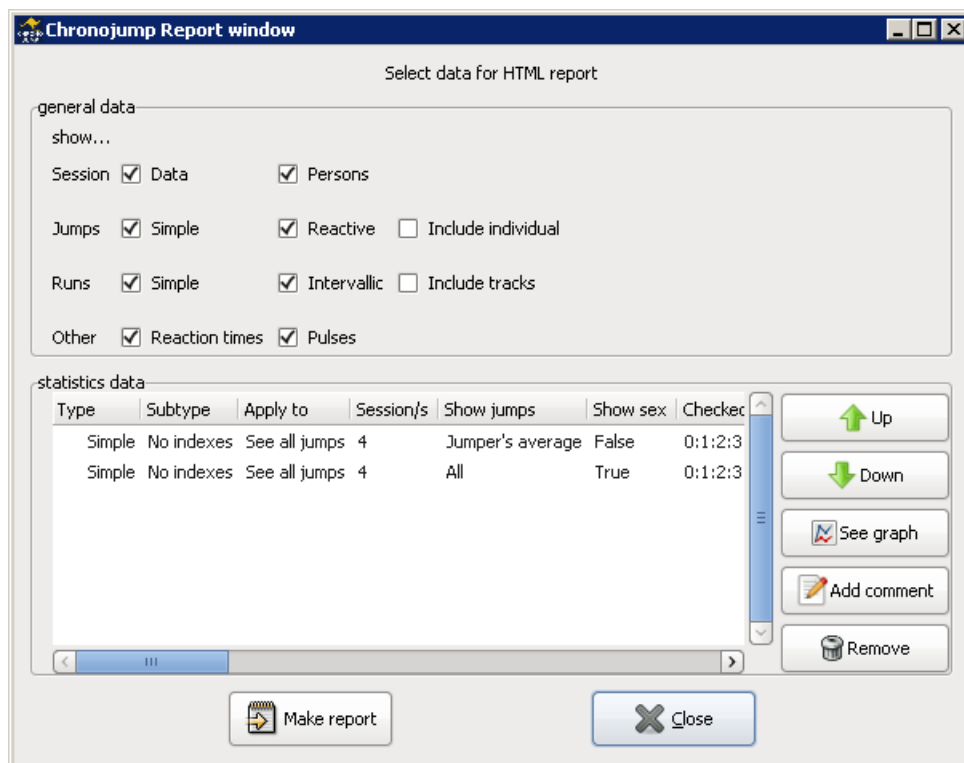 Chronojump Report window
Select data for HTML report
general data
show...
Session Data Persons
Jumps Simple Reactive Include individual
Runs Simple Intervallic Include tracks
Other Reaction times Pulses
statistics data
Type Subtype Apply to Session/s Show jumps Show sex Checked
Simple No indexes See all jumps 4 Jumper's average False 0:1:2:3
Simple No indexes See all jumps 4 All True 0:1:2:3
Up
Down
See graph
Add comment
Remove
Make report Close